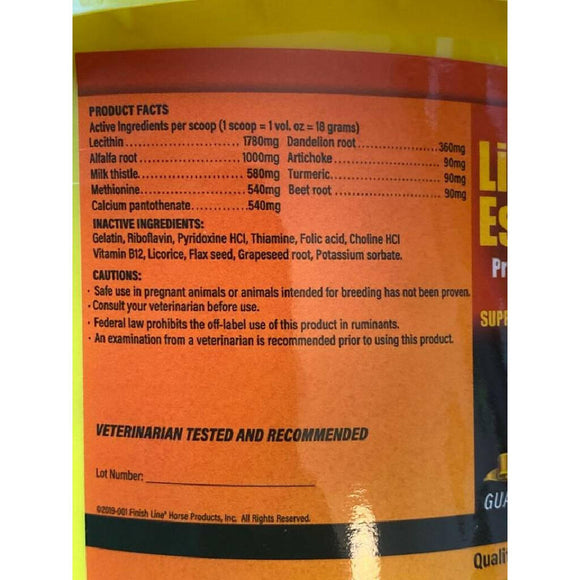 PRODUCT FACTS
Active Ingredients per scoop (1 scoop = 1 vol. oz = 18 grams)
Lecithin..................1780mg Dandelion root..................360mg
Alfalfa root..................1000mg Artichoke..................90mg
Milk thistle..................580mg Turmeric..................90mg
Methionine..................540mg Beet root..................90mg
Calcium pantothenate..................540mg
INACTIVE INGREDIENTS:
Gelatin, Riboflavin, Pyridoxine HCl, Thiamine, Folic acid, Choline HCl
Vitamin B12, Licorice, Flax seed, Grapeseed root, Potassium sorbate.
CAUTIONS:
· Safe use in pregnant animals or animals intended for breeding has not been proven.
· Consult your veterinarian before use.
· Federal law prohibits the off-label use of this product in ruminants.
· An examination from a veterinarian is recommended prior to using this product.
VETERINARIAN TESTED AND RECOMMENDED
Lot Number:
©2019-001 Finish Line® Horse Products, Inc. All Rights Reserved.
Li
Es
Pr
SUPE
GUA
Qualit